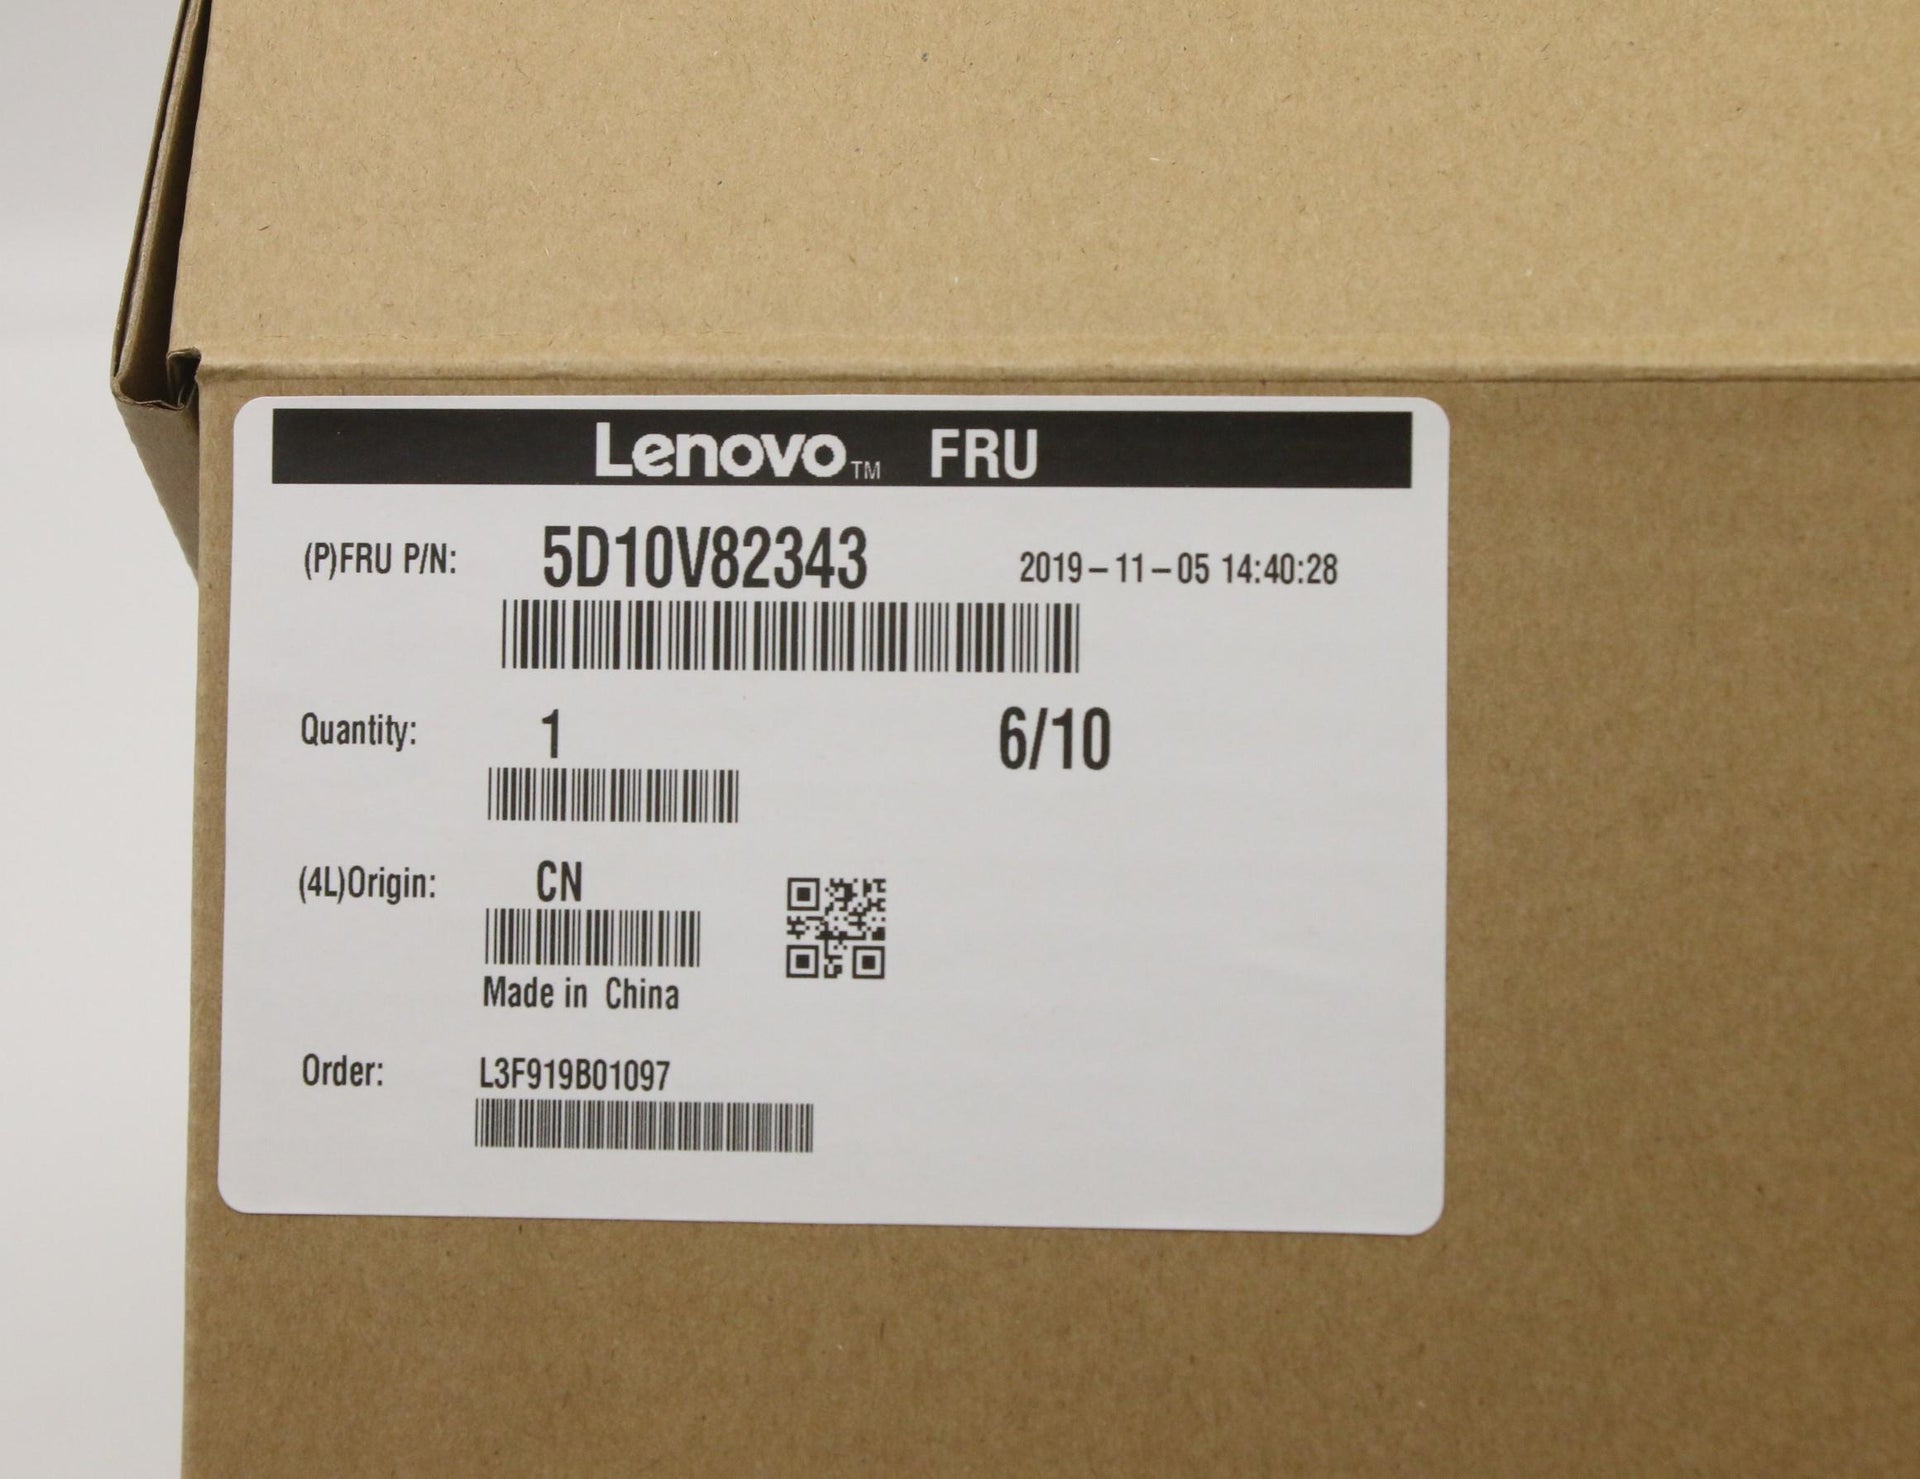 Lenovo™ FRU
(P)FRU P/N: 5D10V82343 2019-11-05 14:40:28
Quantity: 1 6/10
(4L)Origin: CN
Made in China
Order: L3F919B01097